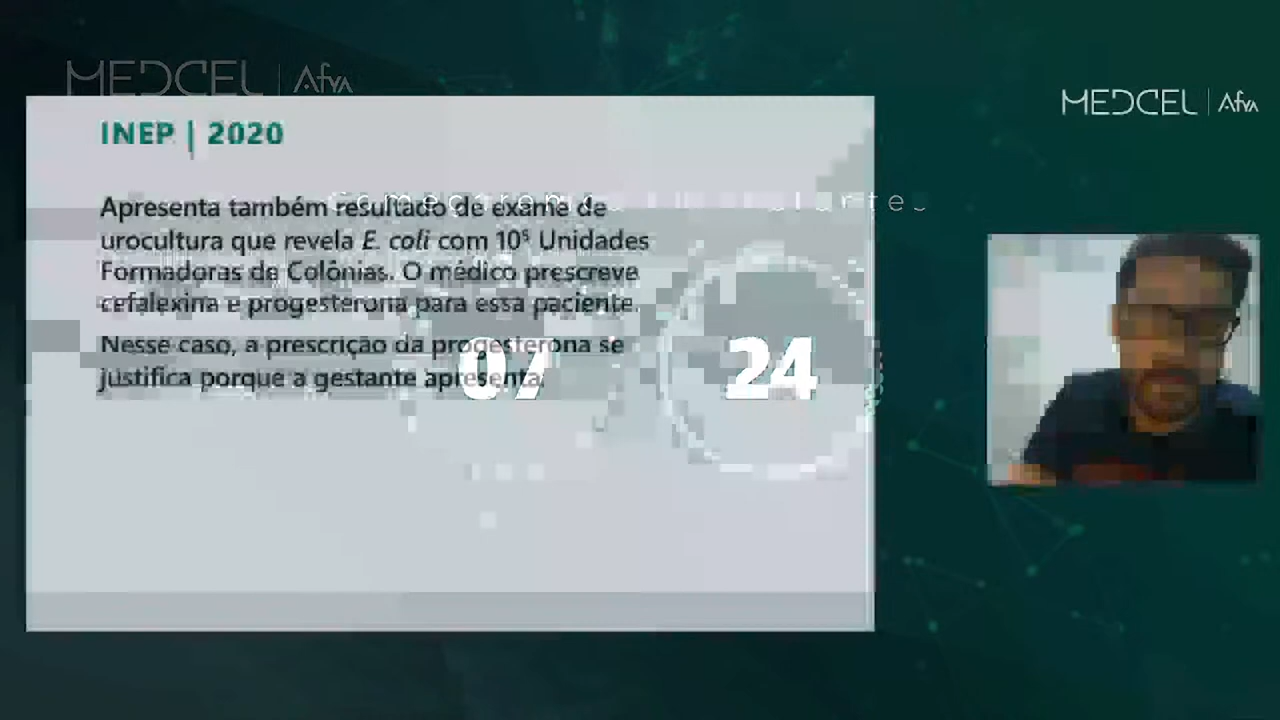 MEDCEL | Afya
MEDCEL | Afya
INEP | 2020
Apresenta também resultado de exame de
urocultura que revela E. coli com 10⁵ Unidades
Formadoras de Colônias. O médico prescreve
cefalexina e progesterona para essa paciente.
Nesse caso, a prescrição da progesterona se
justifica porque a gestante apresenta:
07
24